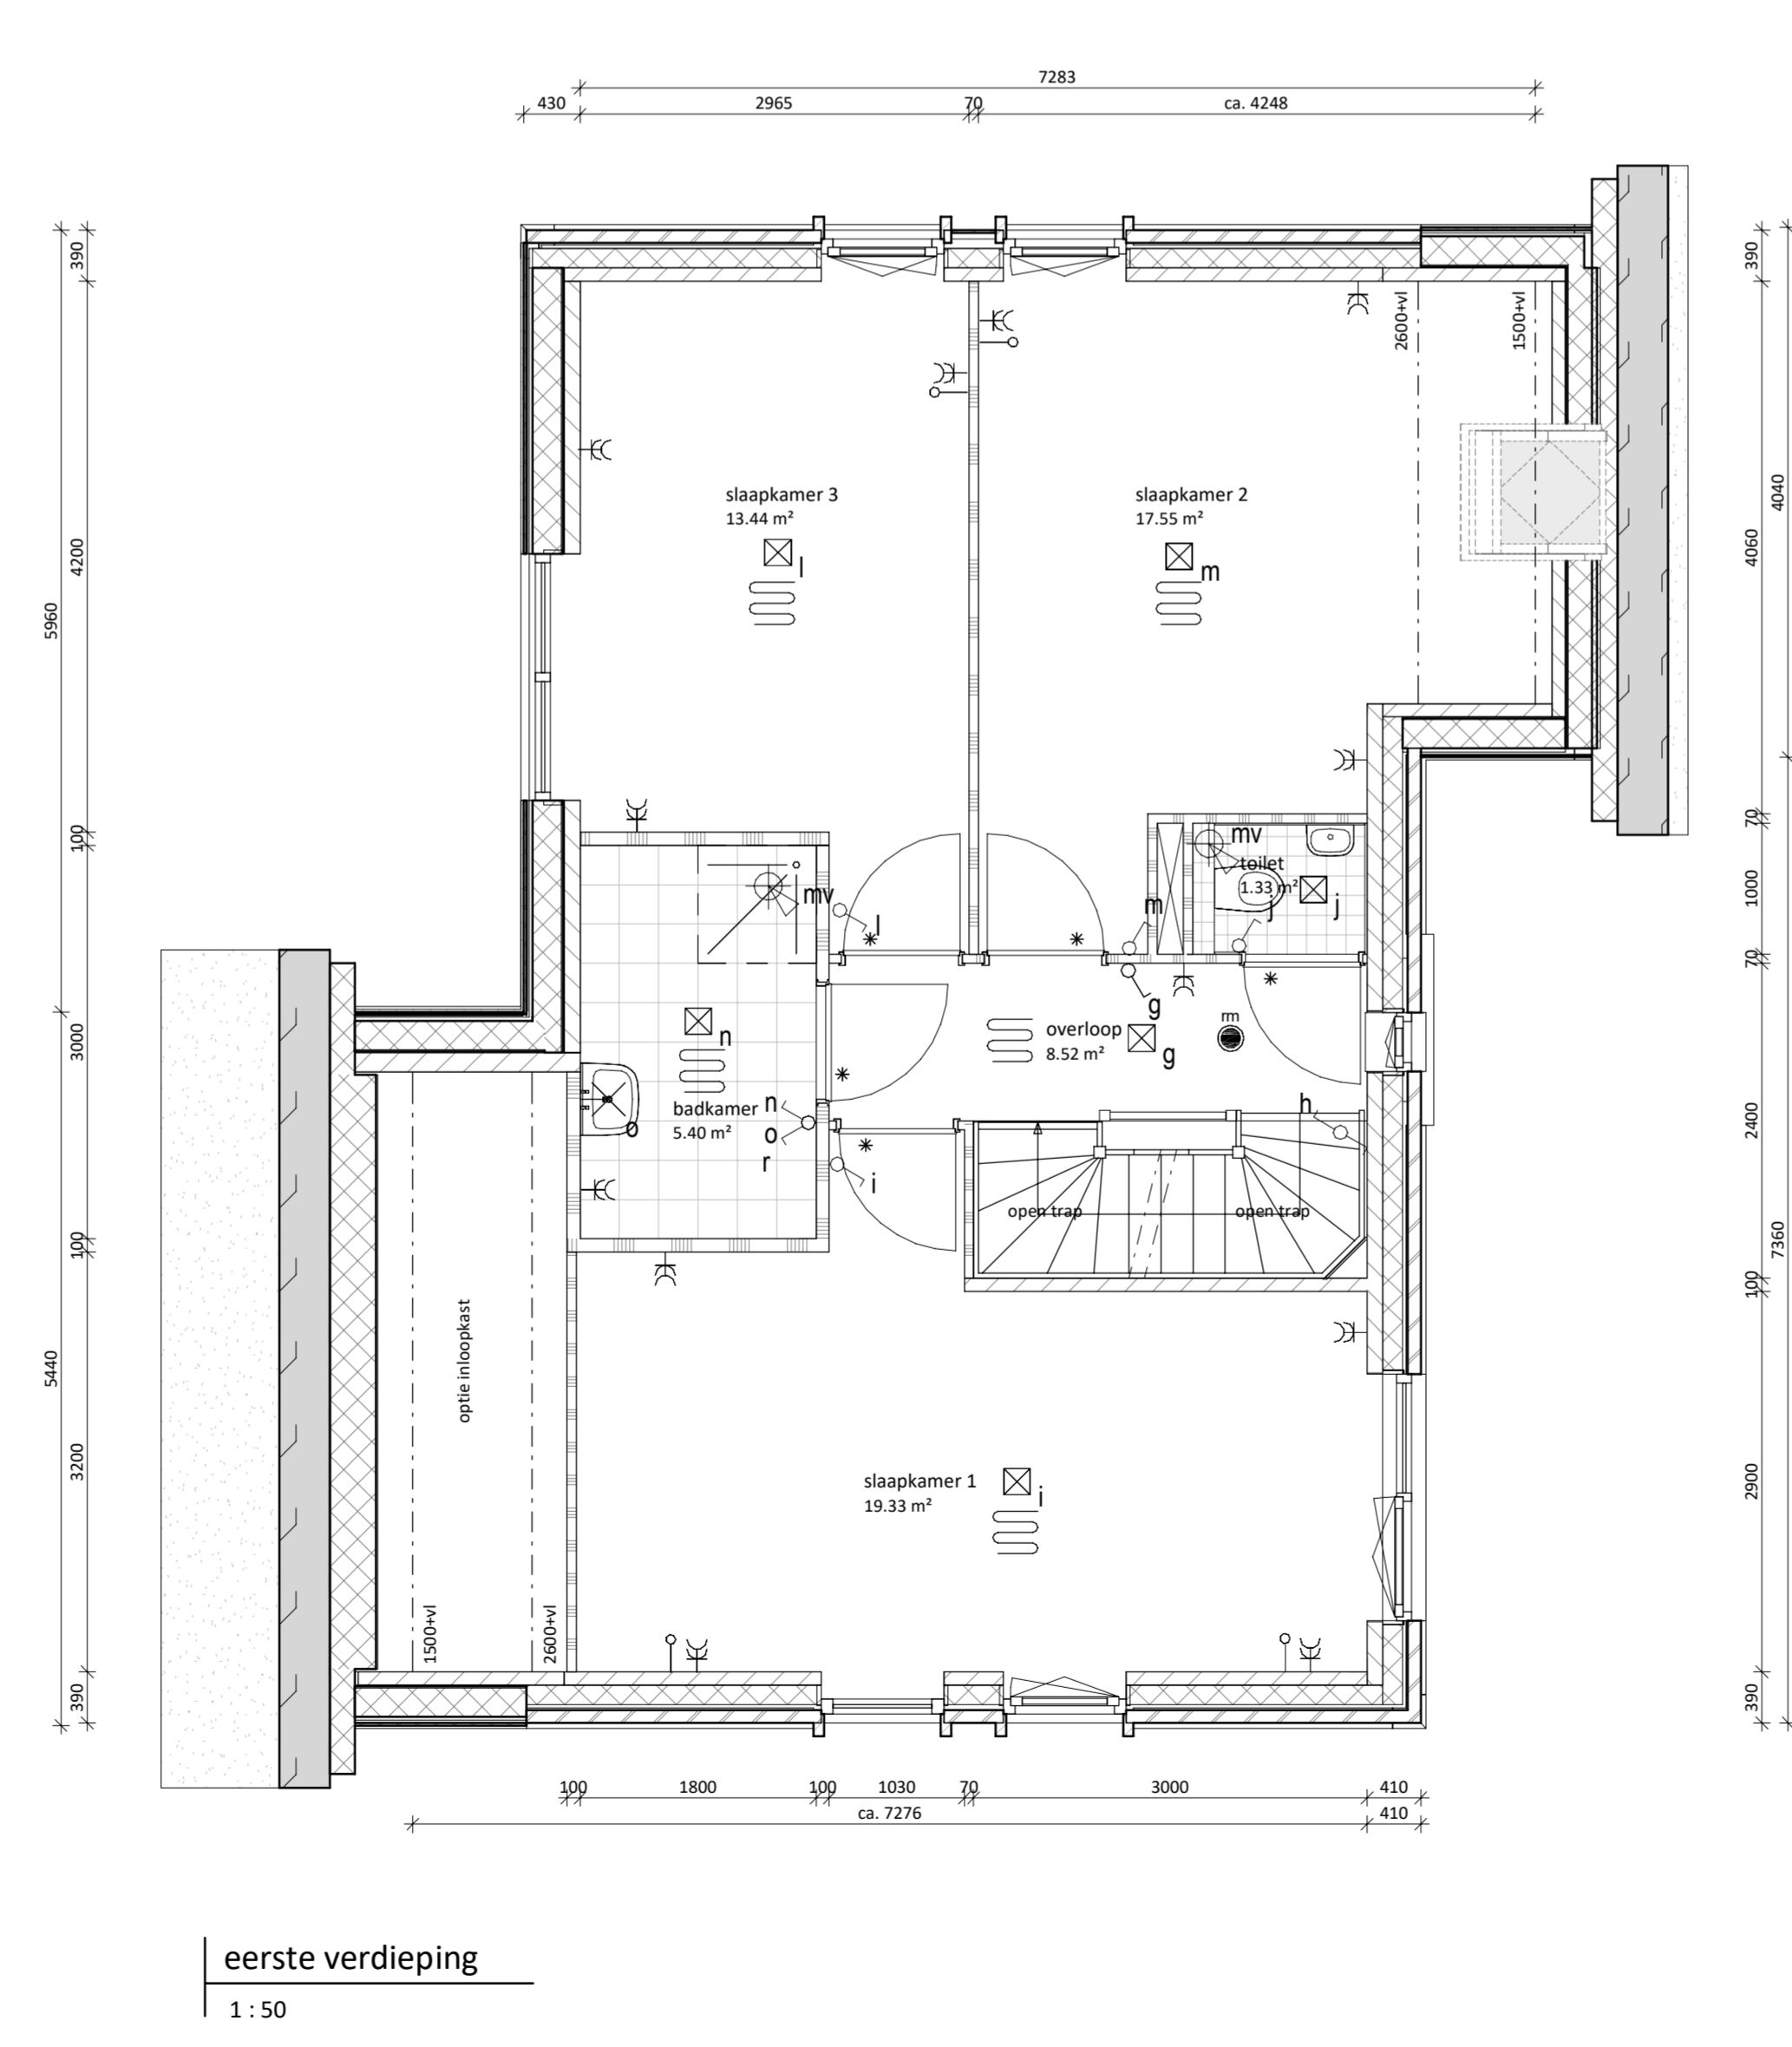 7283
430 2965 70 ca. 4248
390
390
2600+vl
1500+vl
slaapkamer 3
13.44 m²
l
slaapkamer 2
17.55 m²
m
4040
4200
4060
5960
100
70
mv
toilet
1.33 m²
j
j
mv
l
m
1000
70
g
m
overloop
8.52 m²
g
n
3000
badkamer
5.40 m²
n
o
o
r
h
i
2400
open trap
open trap
100
7360
100
optie inloopkast
5440
3200
slaapkamer 1
19.33 m²
i
2900
1500+vl
2600+vl
390
390
100 1800 100 1030 70 3000 410
ca. 7276 410
eerste verdieping
1 : 50